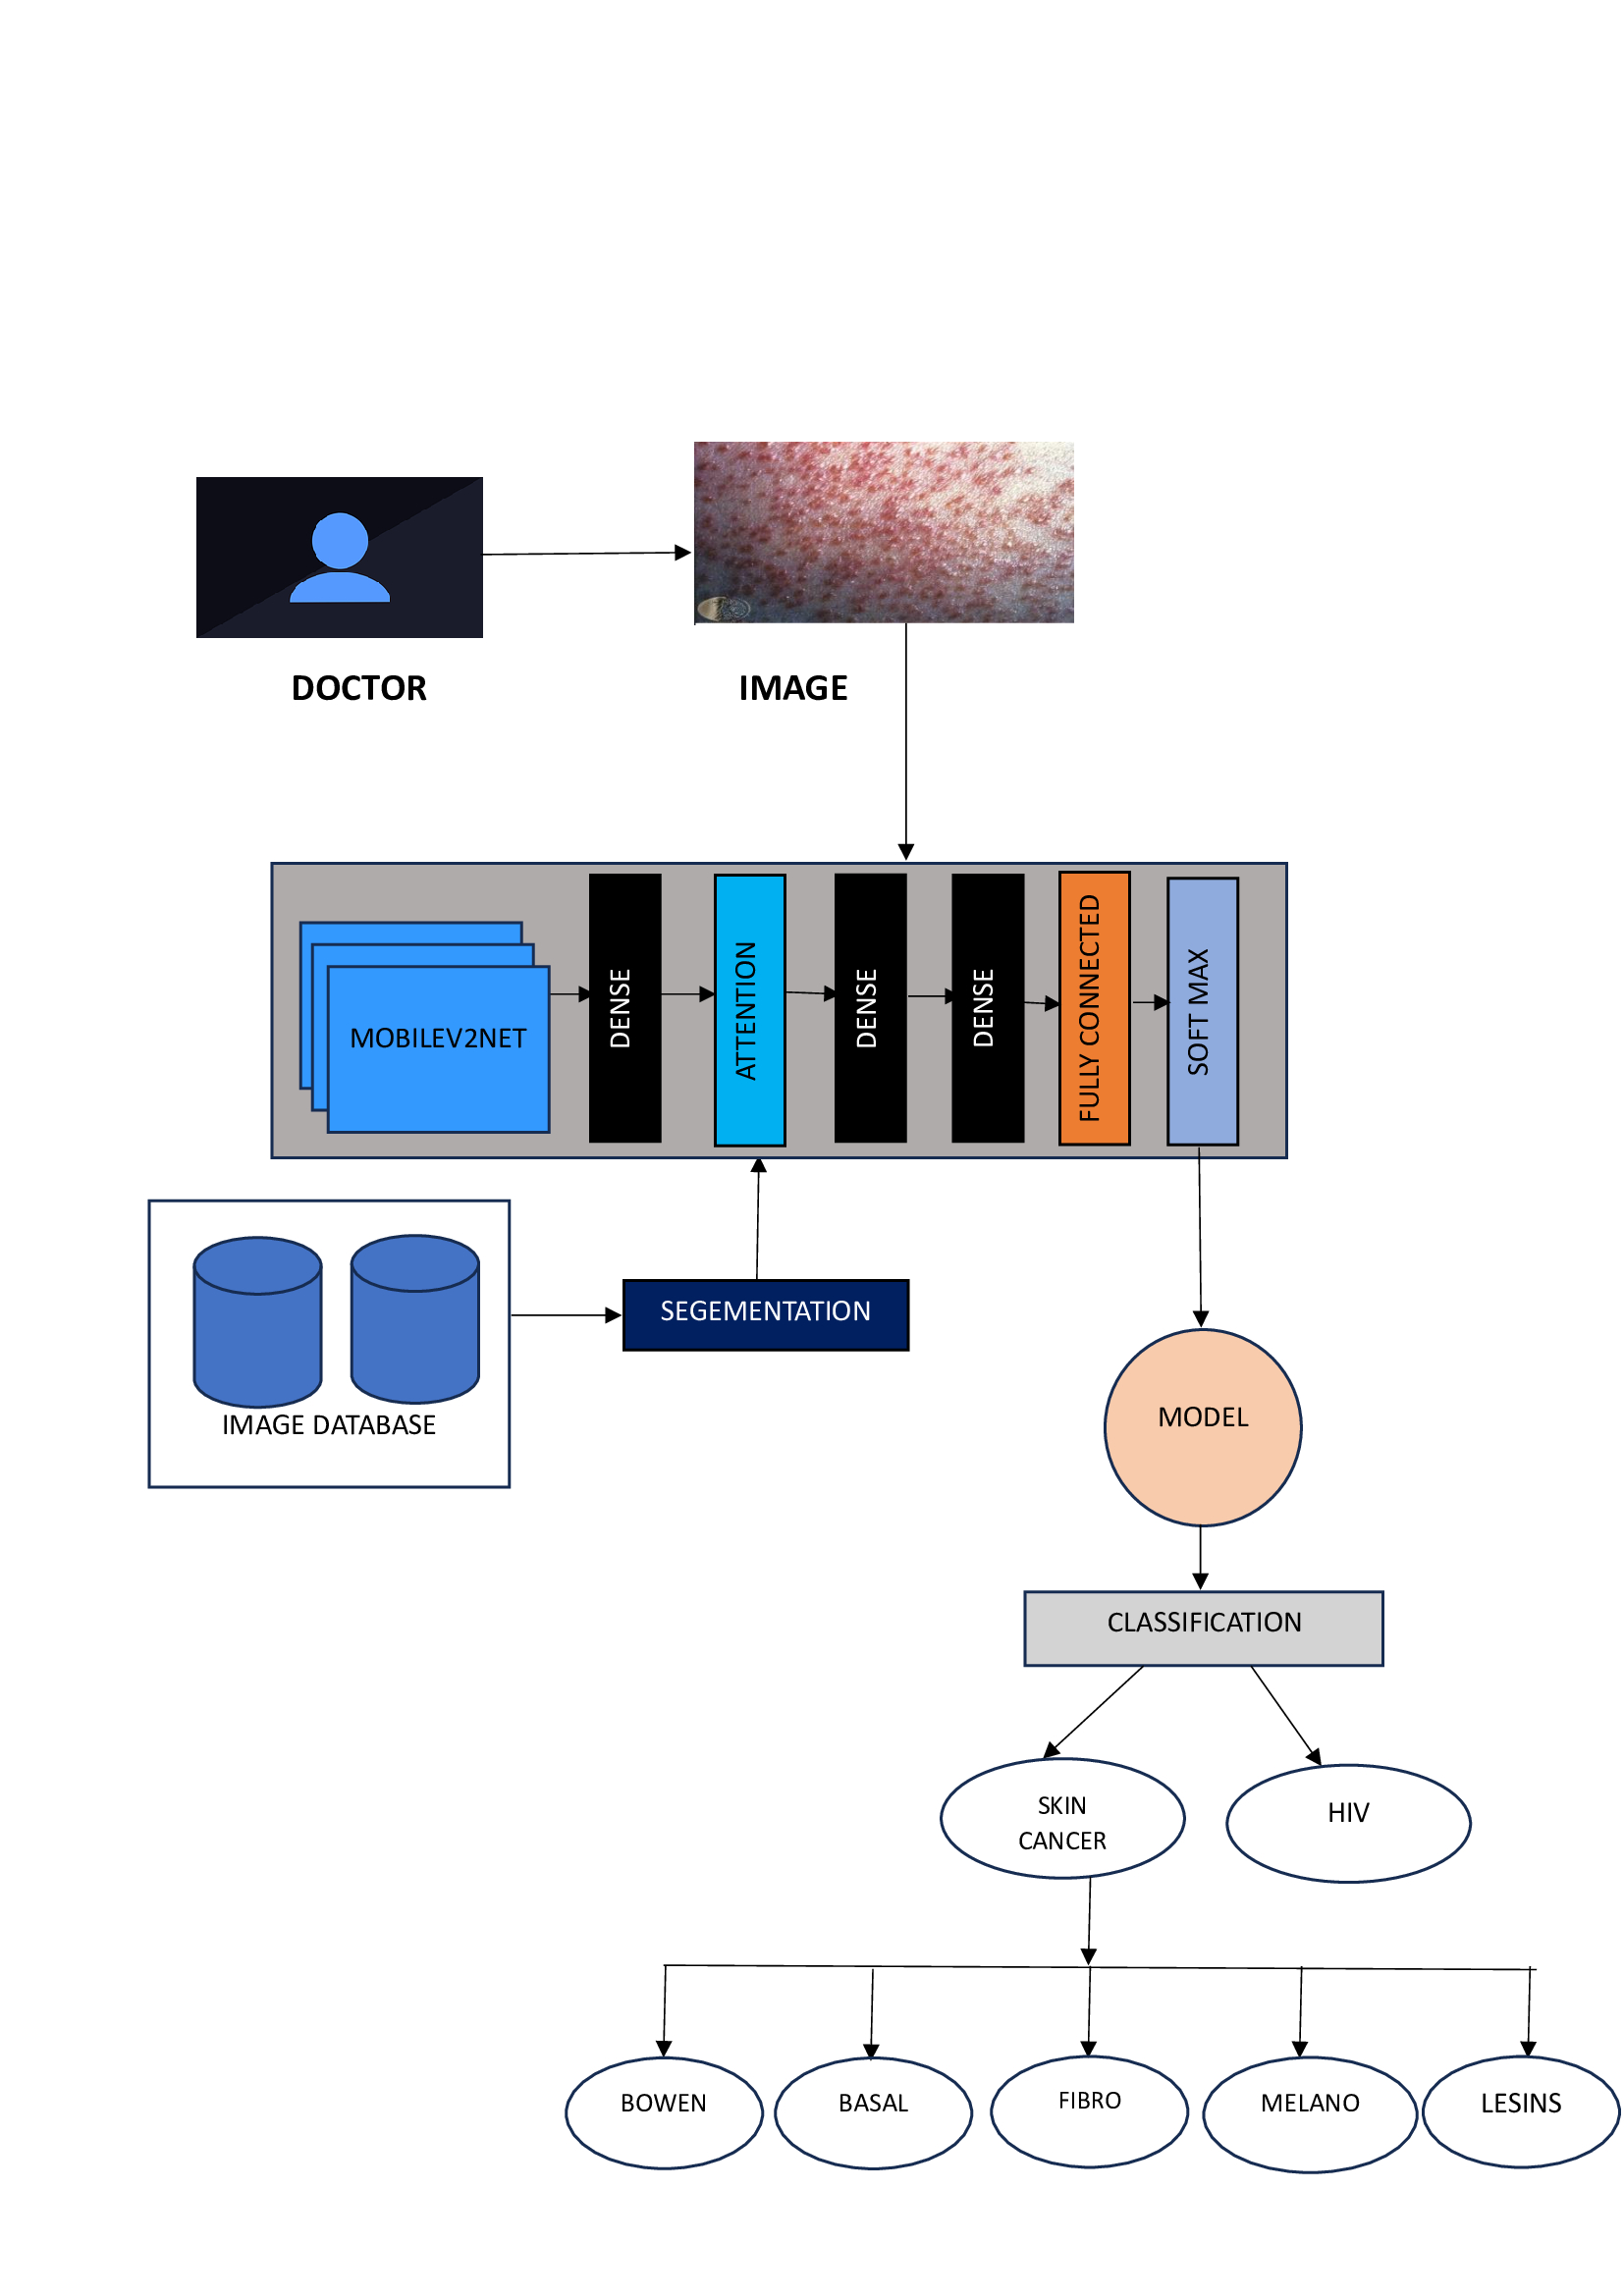 DOCTOR
IMAGE
MOBILEV2NET
DENSE
ATTENTION
DENSE
DENSE
FULLY CONNECTED
SOFT MAX
IMAGE DATABASE
SEGEMENTATION
MODEL
CLASSIFICATION
SKIN
CANCER
HIV
BOWEN
BASAL
FIBRO
MELANO
LESINS